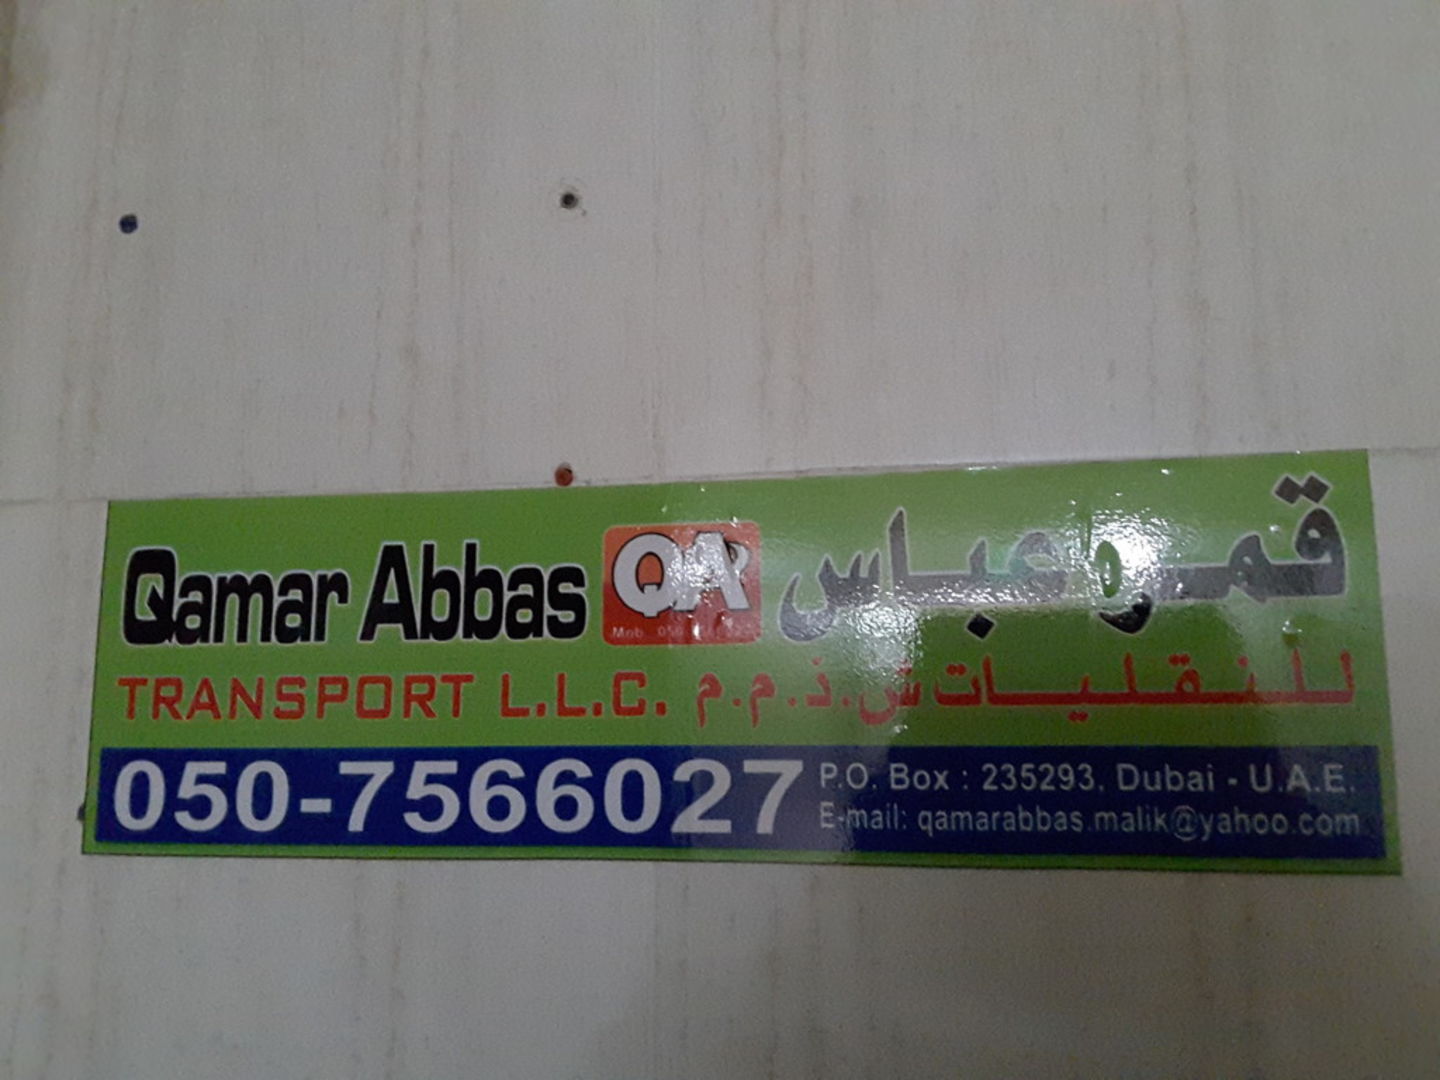 Qamar Abbas QA قمر عباس
TRANSPORT L.L.C. للنقليات ش.ذ.م.م
050-7566027
P.O. Box : 235293, Dubai - U.A.E.
E-mail: qamarabbas.malik@yahoo.com